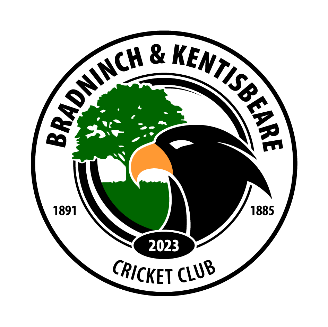 BRADNINCH & KENTISBEARE
1891
1885
2023
CRICKET CLUB